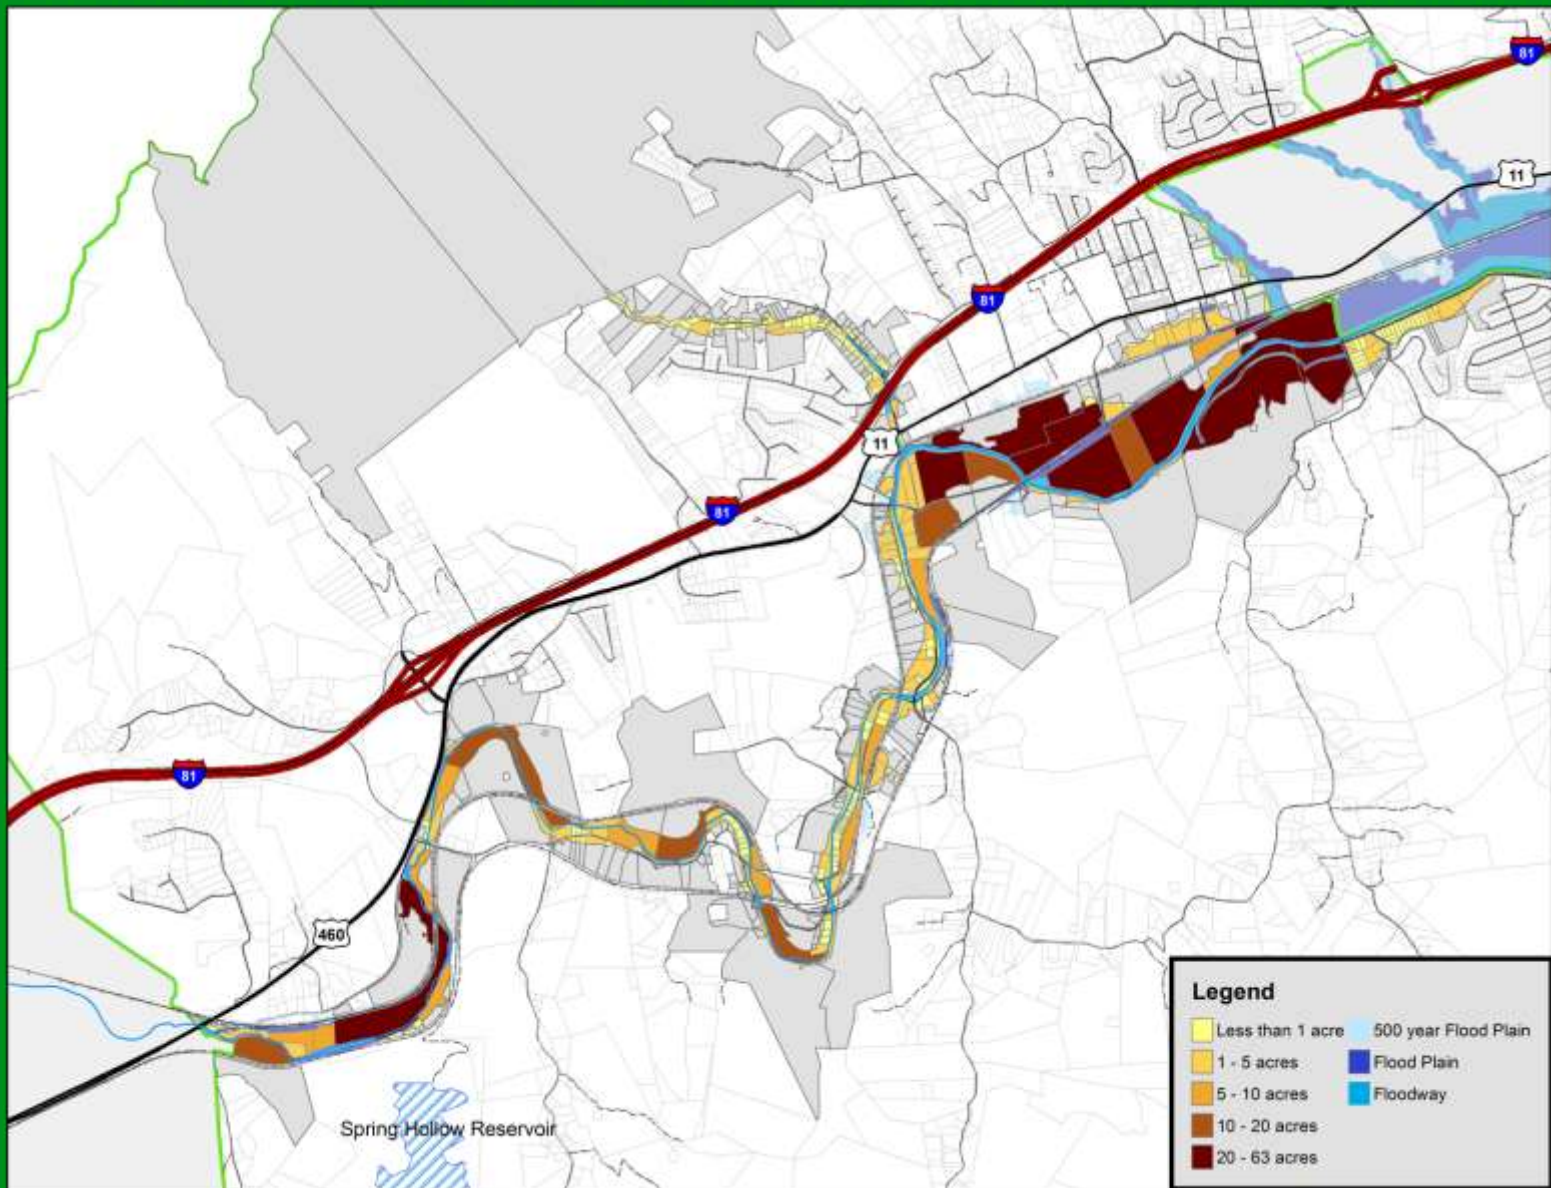 81
11
81
11
81
81
460
Spring Hollow Reservoir
Legend
Less than 1 acre
500 year Flood Plain
1 - 5 acres
Flood Plain
5 - 10 acres
Floodway
10 - 20 acres
20 - 63 acres